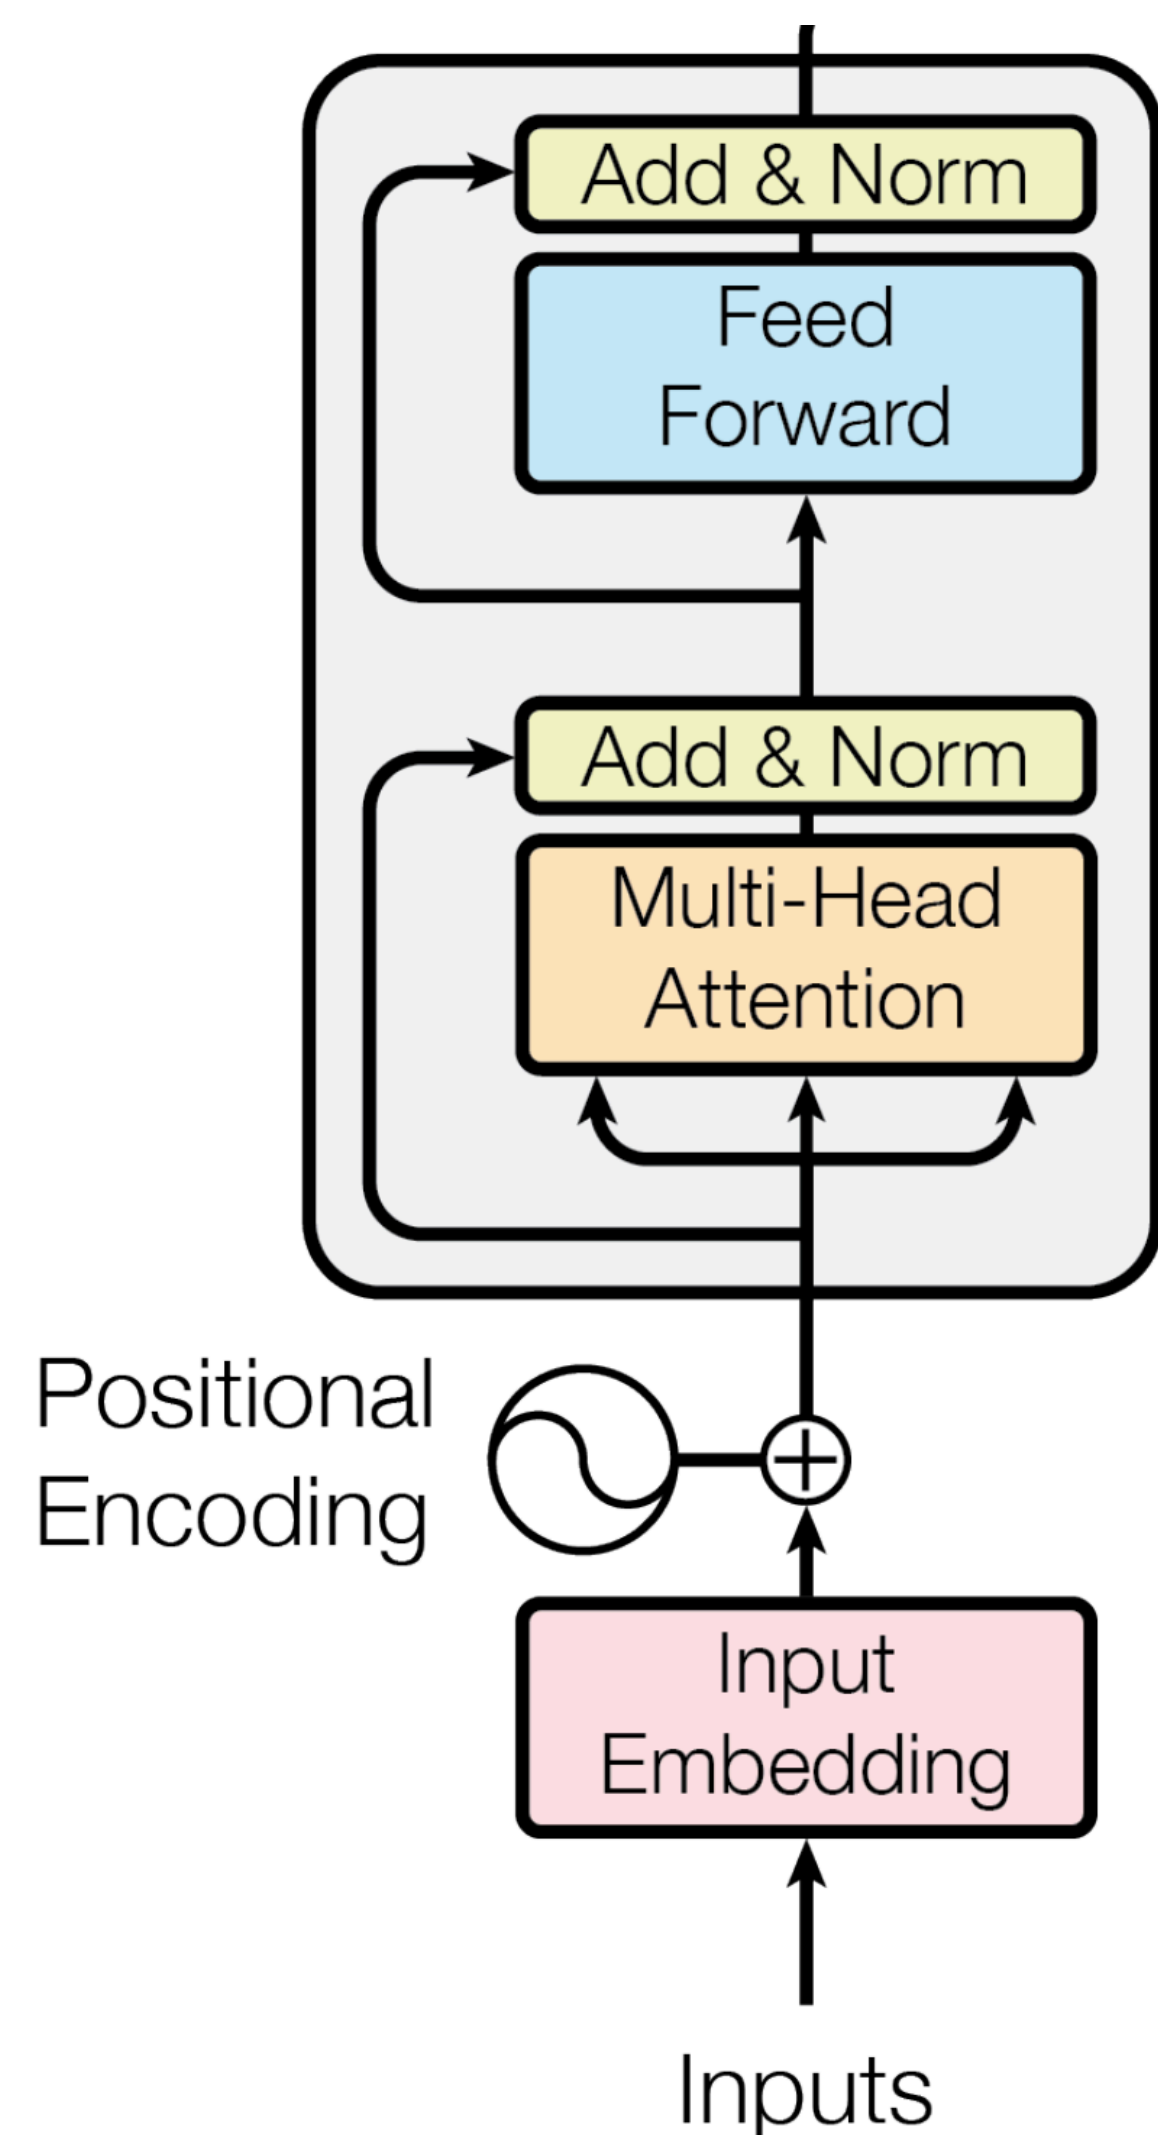 Add & Norm
Feed
Forward
Add & Norm
Multi-Head
Attention
Positional
Encoding
Input
Embedding
Inputs